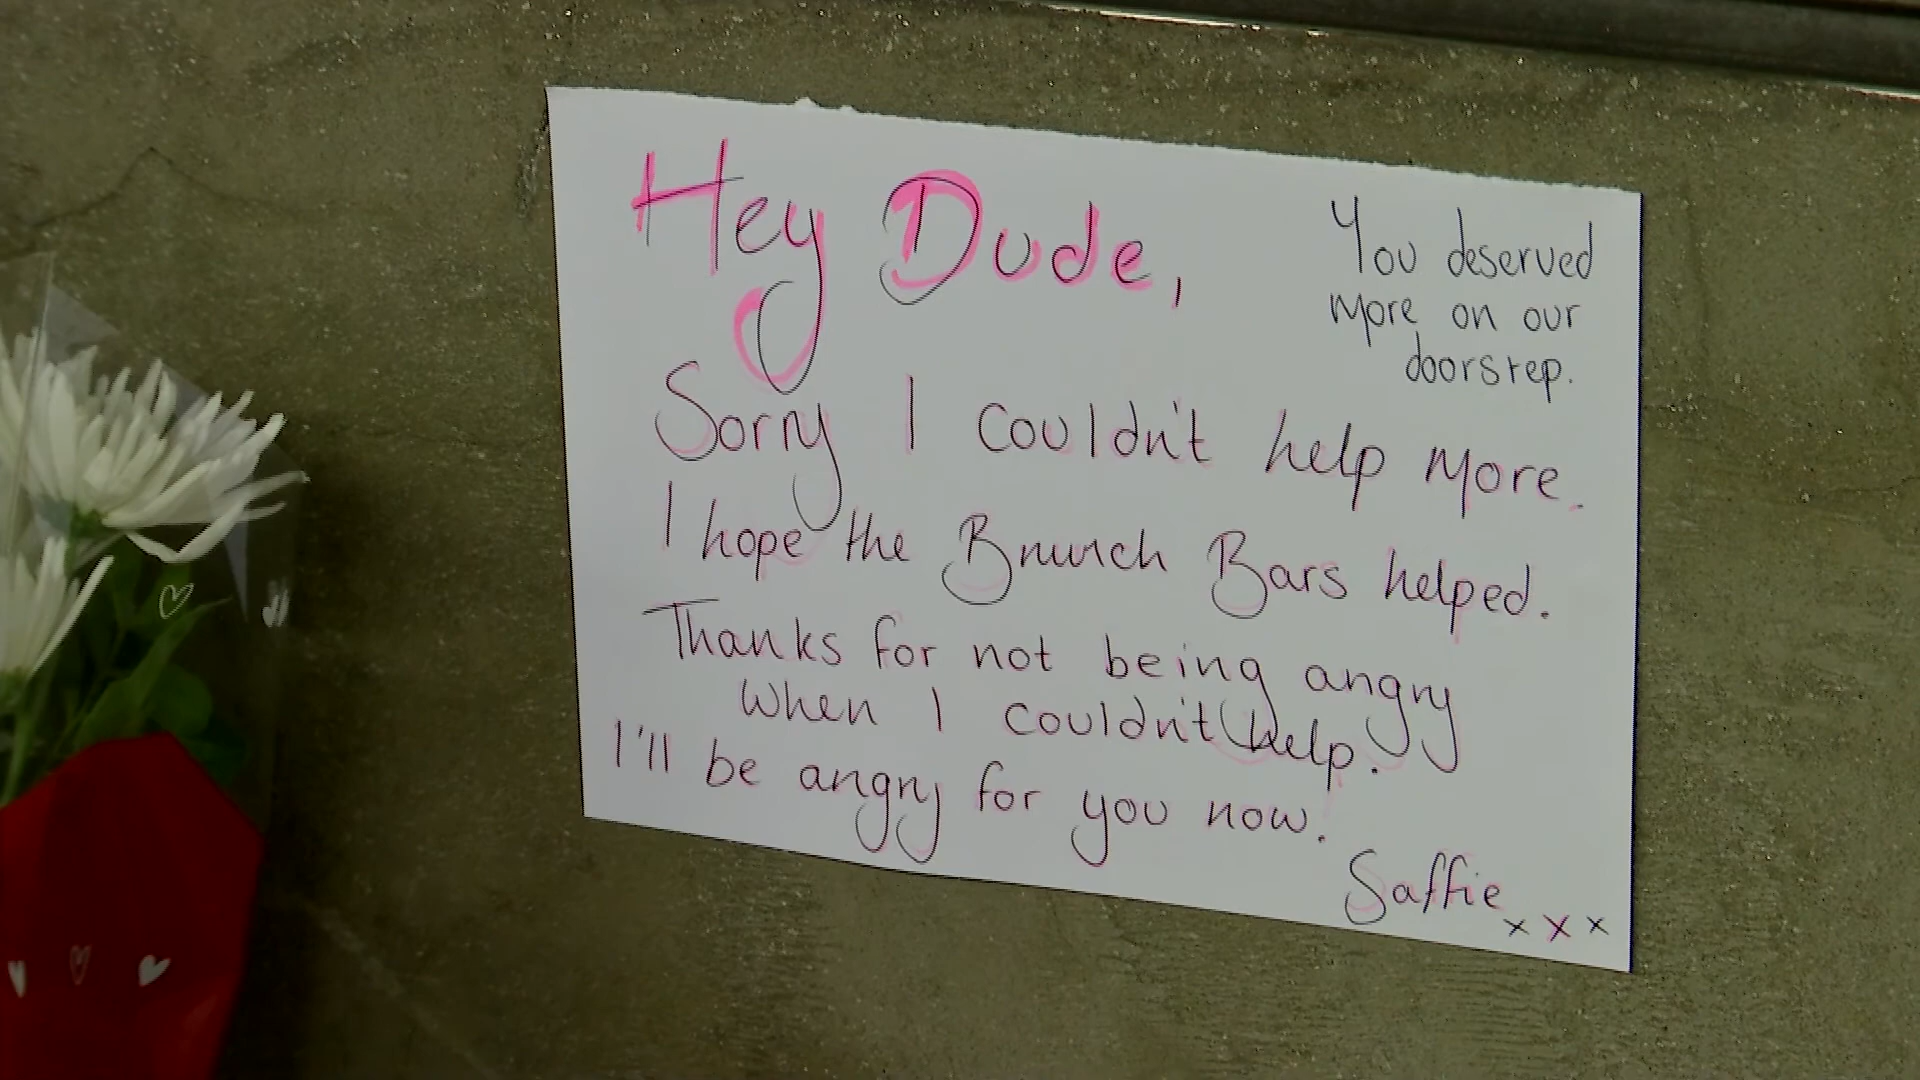 Hey Dude,
You deserved
more on our
doorstep.
Sorry I couldn't help more.
I hope the Brunch Bars helped.
Thanks for not being angry
when I couldn't help.
I'll be angry for you now.
Saffie xxx